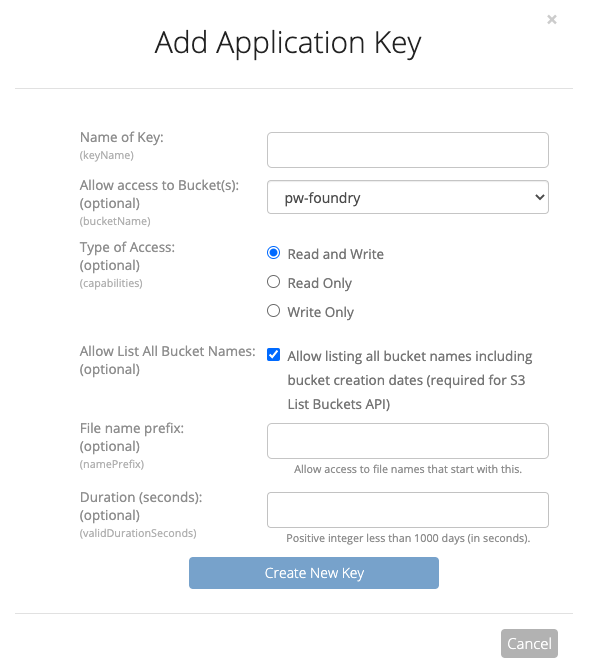 ×
Add Application Key
Name of Key:
(keyName)
Allow access to Bucket(s):
(optional)
(bucketName)
pw-foundry
Type of Access:
(optional)
(capabilities)
Read and Write
Read Only
Write Only
Allow List All Bucket Names:
(optional)
Allow listing all bucket names including
bucket creation dates (required for S3
List Buckets API)
File name prefix:
(optional)
(namePrefix)
Allow access to file names that start with this.
Duration (seconds):
(optional)
(validDurationSeconds)
Positive integer less than 1000 days (in seconds).
Create New Key
Cancel